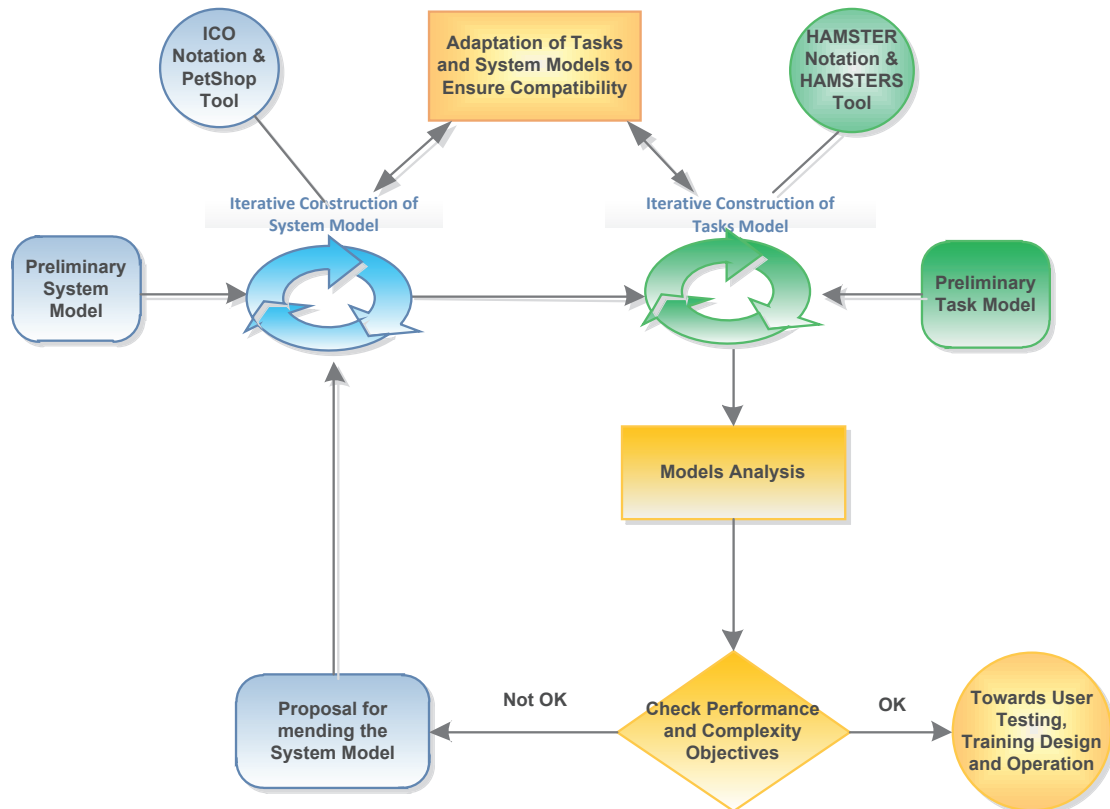 ICO
Notation &
PetShop
Tool
Adaptation of Tasks
and System Models to
Ensure Compatibility
HAMSTER
Notation &
HAMSTERS
Tool
Iterative Construction of
System Model
Iterative Construction of
Tasks Model
Preliminary
System
Model
Preliminary
Task Model
Models Analysis
Proposal for
mending the
System Model
Not OK
Check Performance
and Complexity
Objectives
OK
Towards User
Testing,
Training Design
and Operation